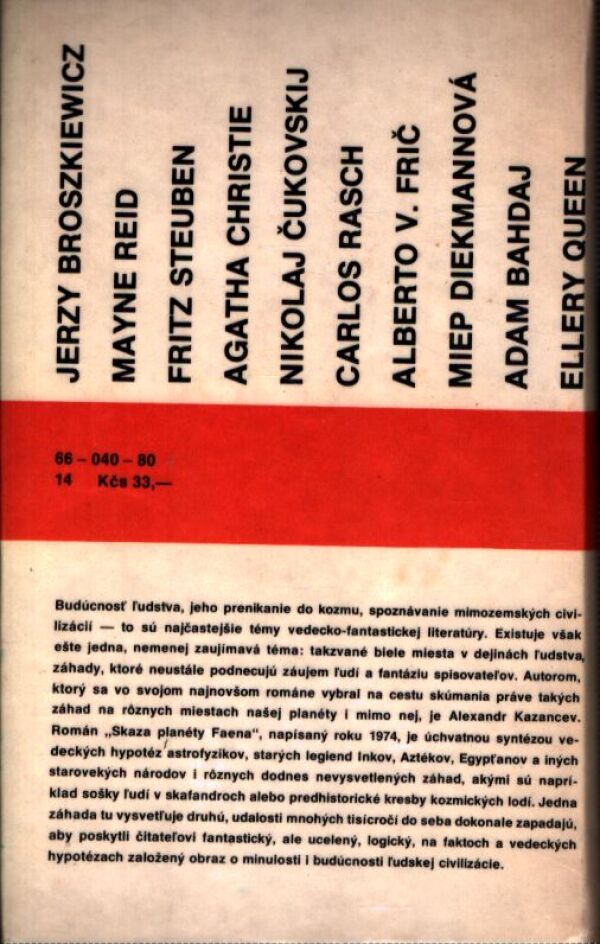 JERZY BROSZKIEWICZ
MAYNE REID
FRITZ STEUBEN
AGATHA CHRISTIE
NIKOLAJ ČUKOVSKIJ
CARLOS RASCH
ALBERTO V. FRIČ
MIEP DIEKMANNOVÁ
ADAM BAHDAJ
ELLERY QUEEN
66 – 040 – 80
14 Kčs 33,—
Budúcnosť ľudstva, jeho prenikanie do kozmu, spoznávanie mimozemských civi-
lizácií — to sú najčastejšie témy vedecko-fantastickej literatúry. Existuje však
ešte jedna, nemenej zaujímavá téma: takzvané biele miesta v dejinách ľudstva,
záhady, ktoré neustále podnecujú záujem ľudí a fantáziu spisovateľov. Autorom,
ktorý sa vo svojom najnovšom románe vybral na cestu skúmania práve takých
záhad na rôznych miestach našej planéty i mimo nej, je Alexandr Kazancev.
Román „Skaza planéty Faena“, napísaný roku 1974, je úchvatnou syntézou ve-
deckých hypotéz astrofyzikov, starých legiend Inkov, Aztékov, Egypťanov a iných
starovekých národov i rôznych dodnes nevysvetlených záhad, akými sú naprí-
klad sošky ľudí v skafandroch alebo predhistorické kresby kozmických lodí. Jedna
záhada tu vysvetľuje druhú, udalosti mnohých tisícročí do seba dokonale zapadajú,
aby poskytli čitateľovi fantastický, ale ucelený, logický, na faktoch a vedeckých
hypotézach založený obraz o minulosti i budúcnosti ľudskej civilizácie.